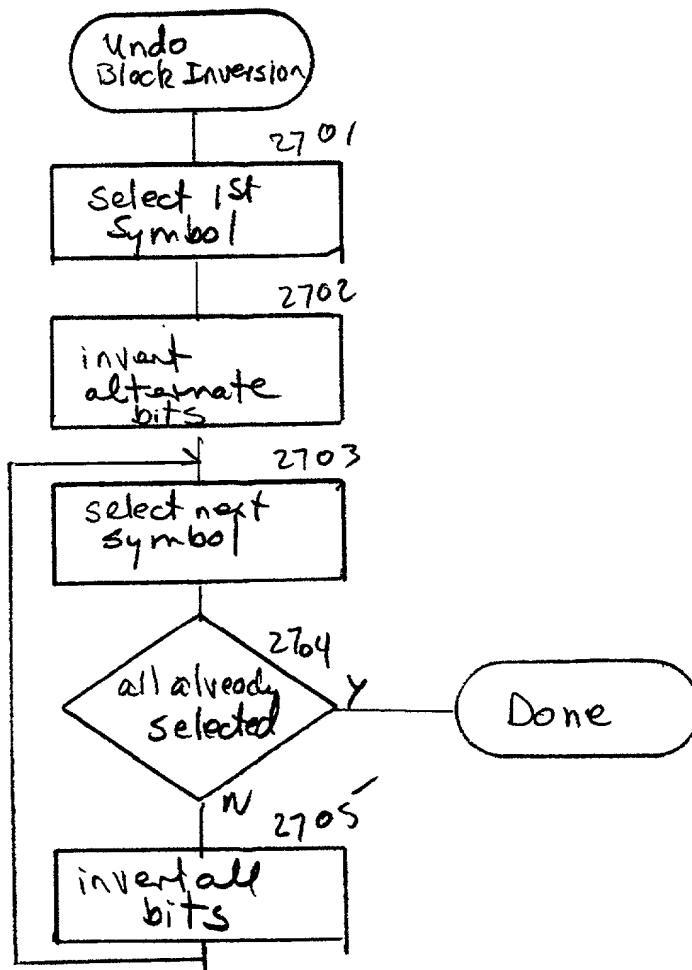 Undo
Block Inversion
2701
select 1st
symbol
2702
invert
alternate
bits
2703
select next
symbol
2704
all already
selected
Y
Done
N
2705
invert all
bits